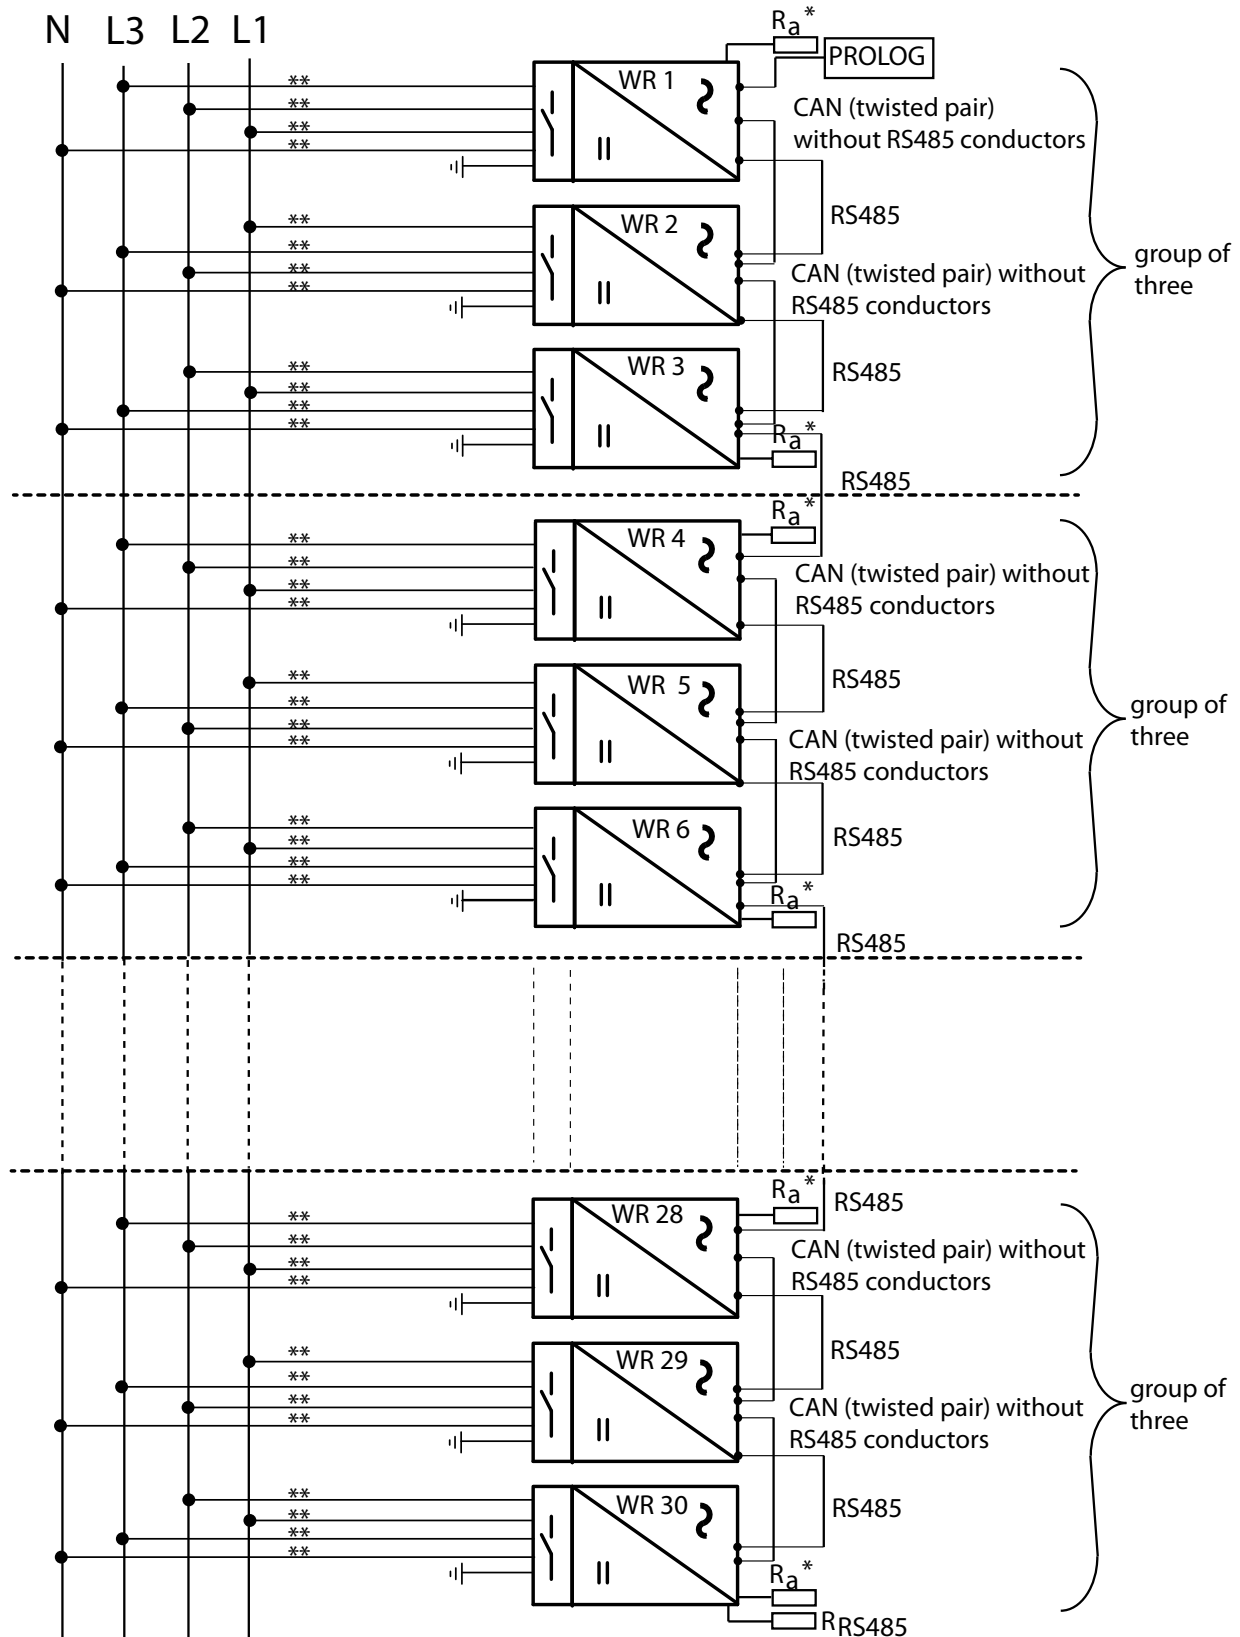 N L3 L2 L1
Ra*
PROLOG
**
WR 1
**
**
**
CAN (twisted pair)
without RS485 conductors
RS485
**
WR 2
**
**
**
group of
three
CAN (twisted pair) without
RS485 conductors
**
WR 3
**
**
**
RS485
Ra*
RS485
Ra*
**
WR 4
**
**
**
CAN (twisted pair) without
RS485 conductors
RS485
**
WR 5
**
**
**
group of
three
CAN (twisted pair) without
RS485 conductors
**
WR 6
**
**
**
RS485
Ra*
RS485
Ra*
RS485
**
WR 28
**
**
**
CAN (twisted pair) without
RS485 conductors
RS485
**
WR 29
**
**
**
group of
three
CAN (twisted pair) without
RS485 conductors
**
WR 30
**
**
**
RS485
Ra*
RRS485